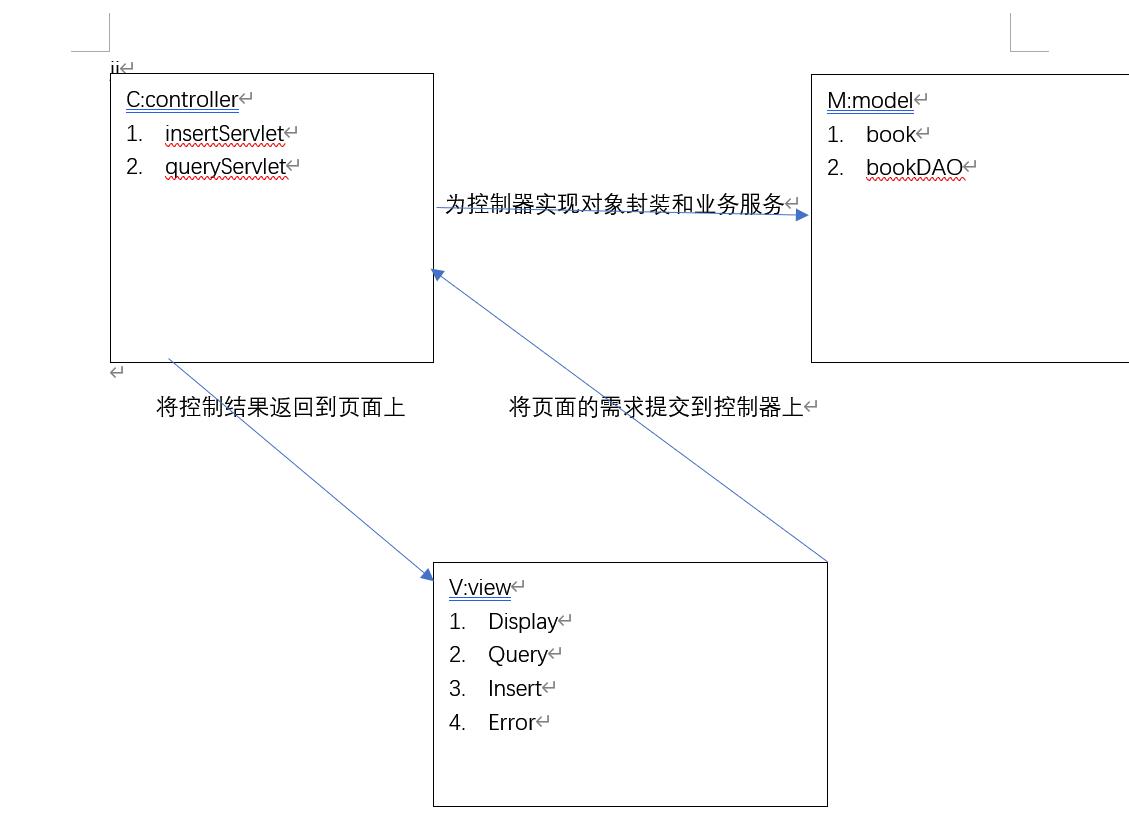 jj
C:controller
1. insertServlet
2. queryServlet
M:model
1. book
2. bookDAO
为控制器实现对象封装和业务服务
将控制结果返回到页面上
将页面的需求提交到控制器上
V:view
1. Display
2. Query
3. Insert
4. Error